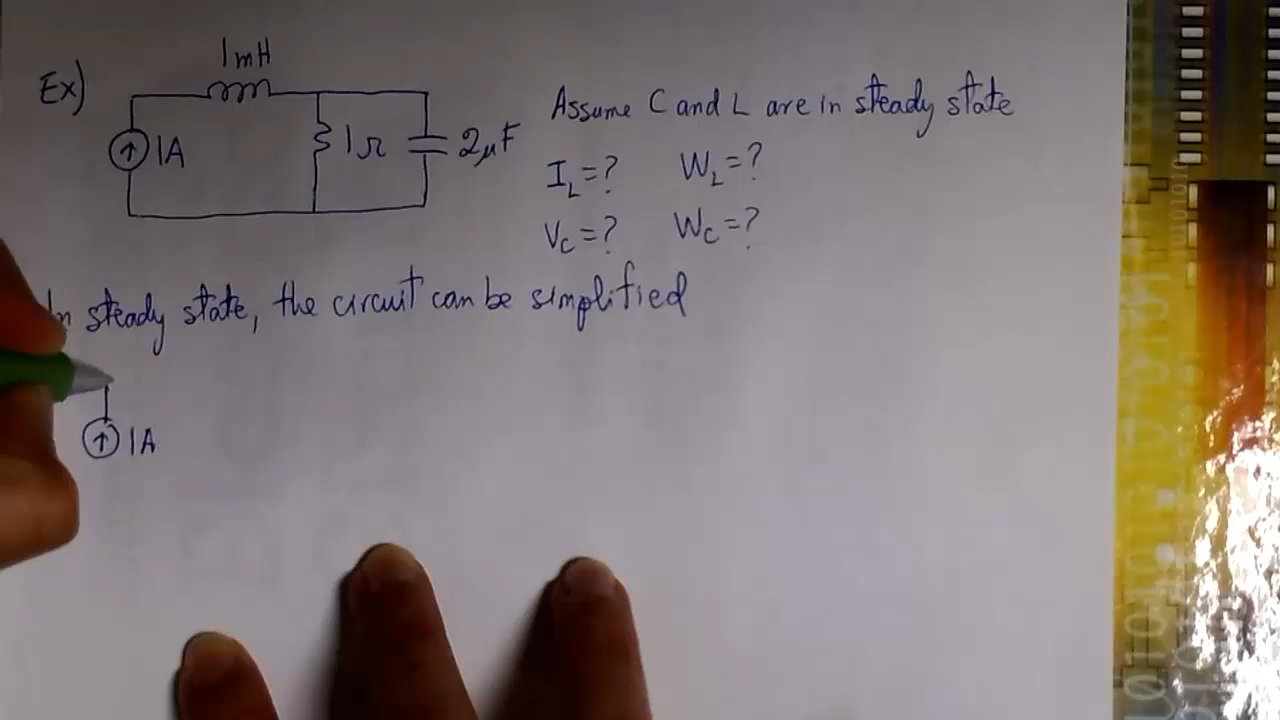 Ex)
1mH
1A
1Ω
2μF
Assume C and L are in steady state
I_L=? W_L=?
V_C=? W_C=?
In steady state, the circuit can be simplified
1A